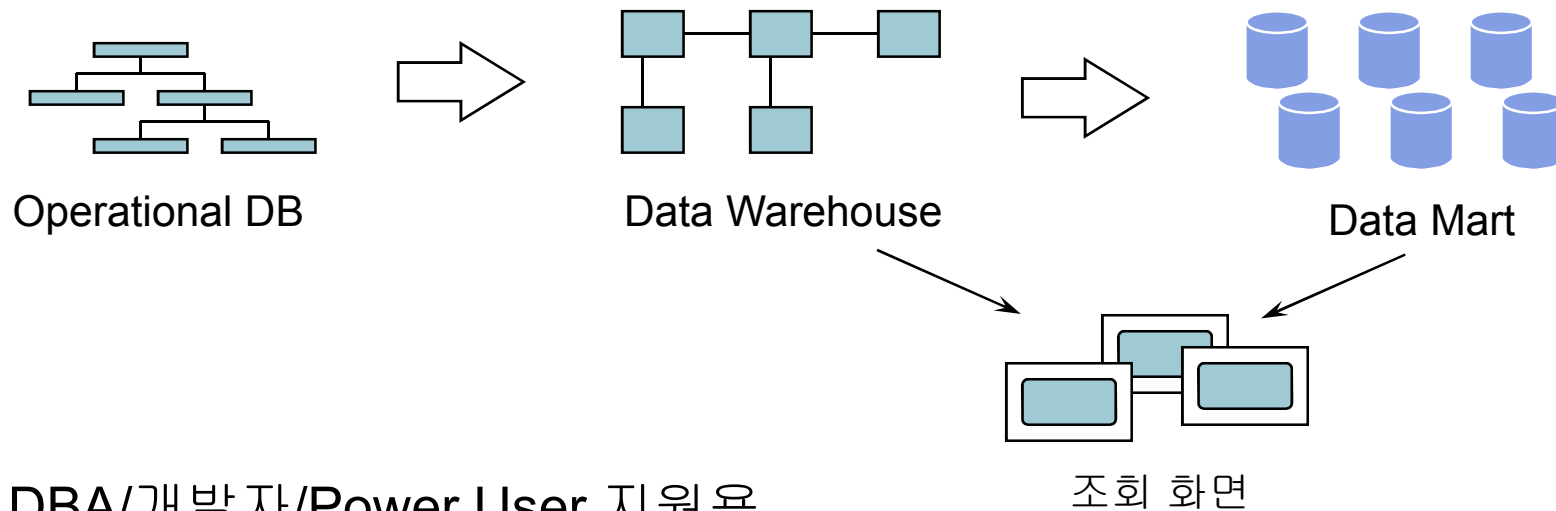 Operational DB
Data Warehouse
Data Mart
조회 화면
DBA/개발자/Power User 지원용